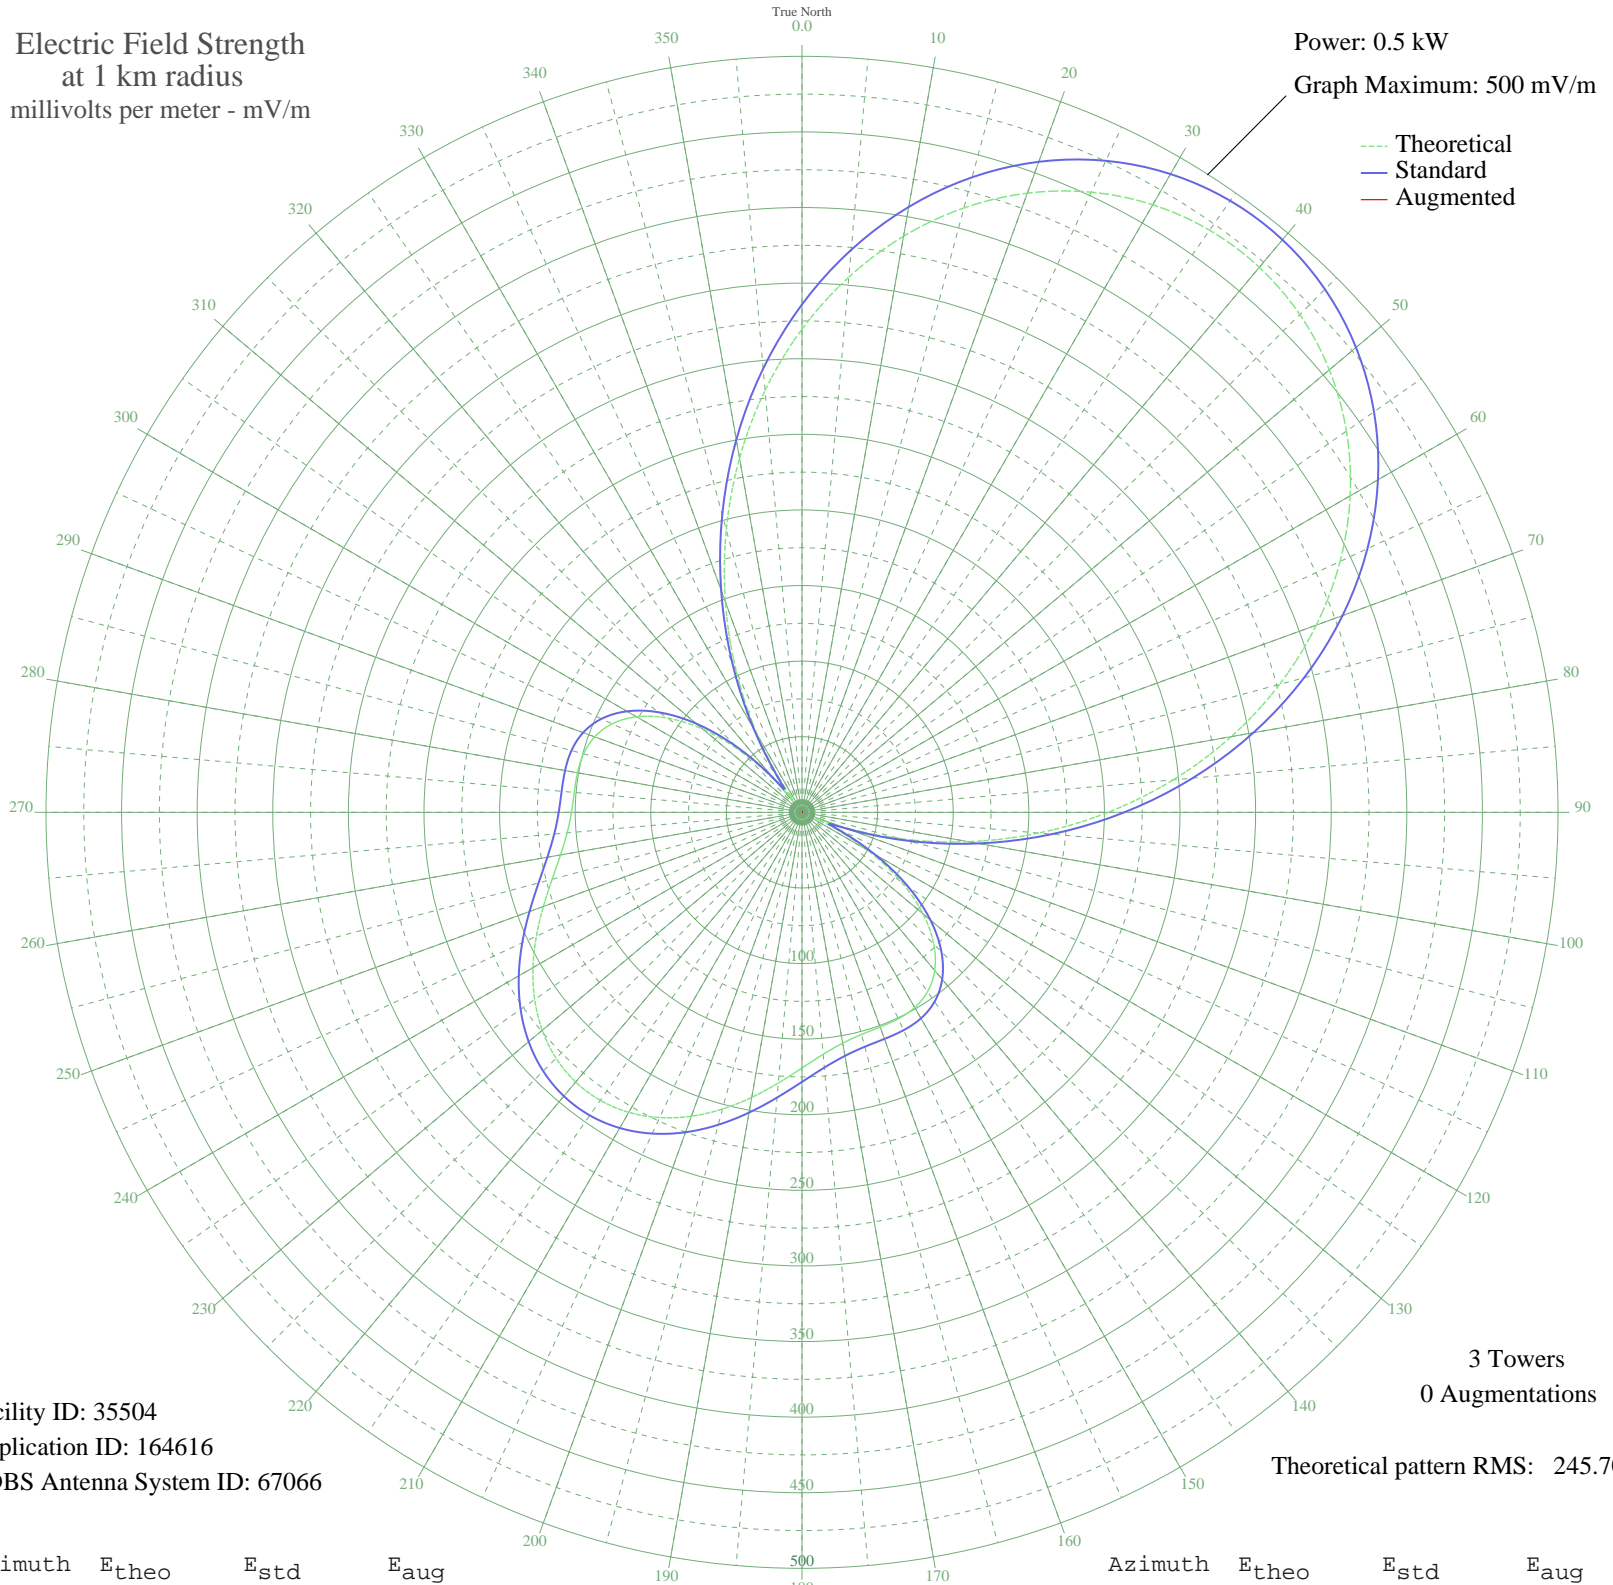 True North
0.0
Electric Field Strength
at 1 km radius
millivolts per meter - mV/m
Power: 0.5 kW
Graph Maximum: 500 mV/m
Theoretical
Standard
Augmented
10
20
30
40
50
60
70
80
90
100
110
120
130
140
150
160
170
190
200
210
220
230
240
250
260
270
280
290
300
310
320
330
340
350
100
150
200
250
300
350
400
450
500
3 Towers
0 Augmentations
Theoretical pattern RMS: 245.70
cility ID: 35504
plication ID: 164616
DBS Antenna System ID: 67066
imuth Etheo Estd Eaug Azimuth Etheo Estd Eaug